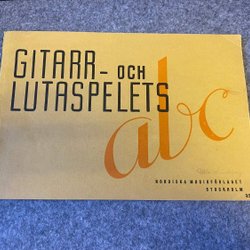 GITARR- OCH
LUTASPELETS
abc
NORDISKA MUSIKFÖRLAGET
STOCKHOLM